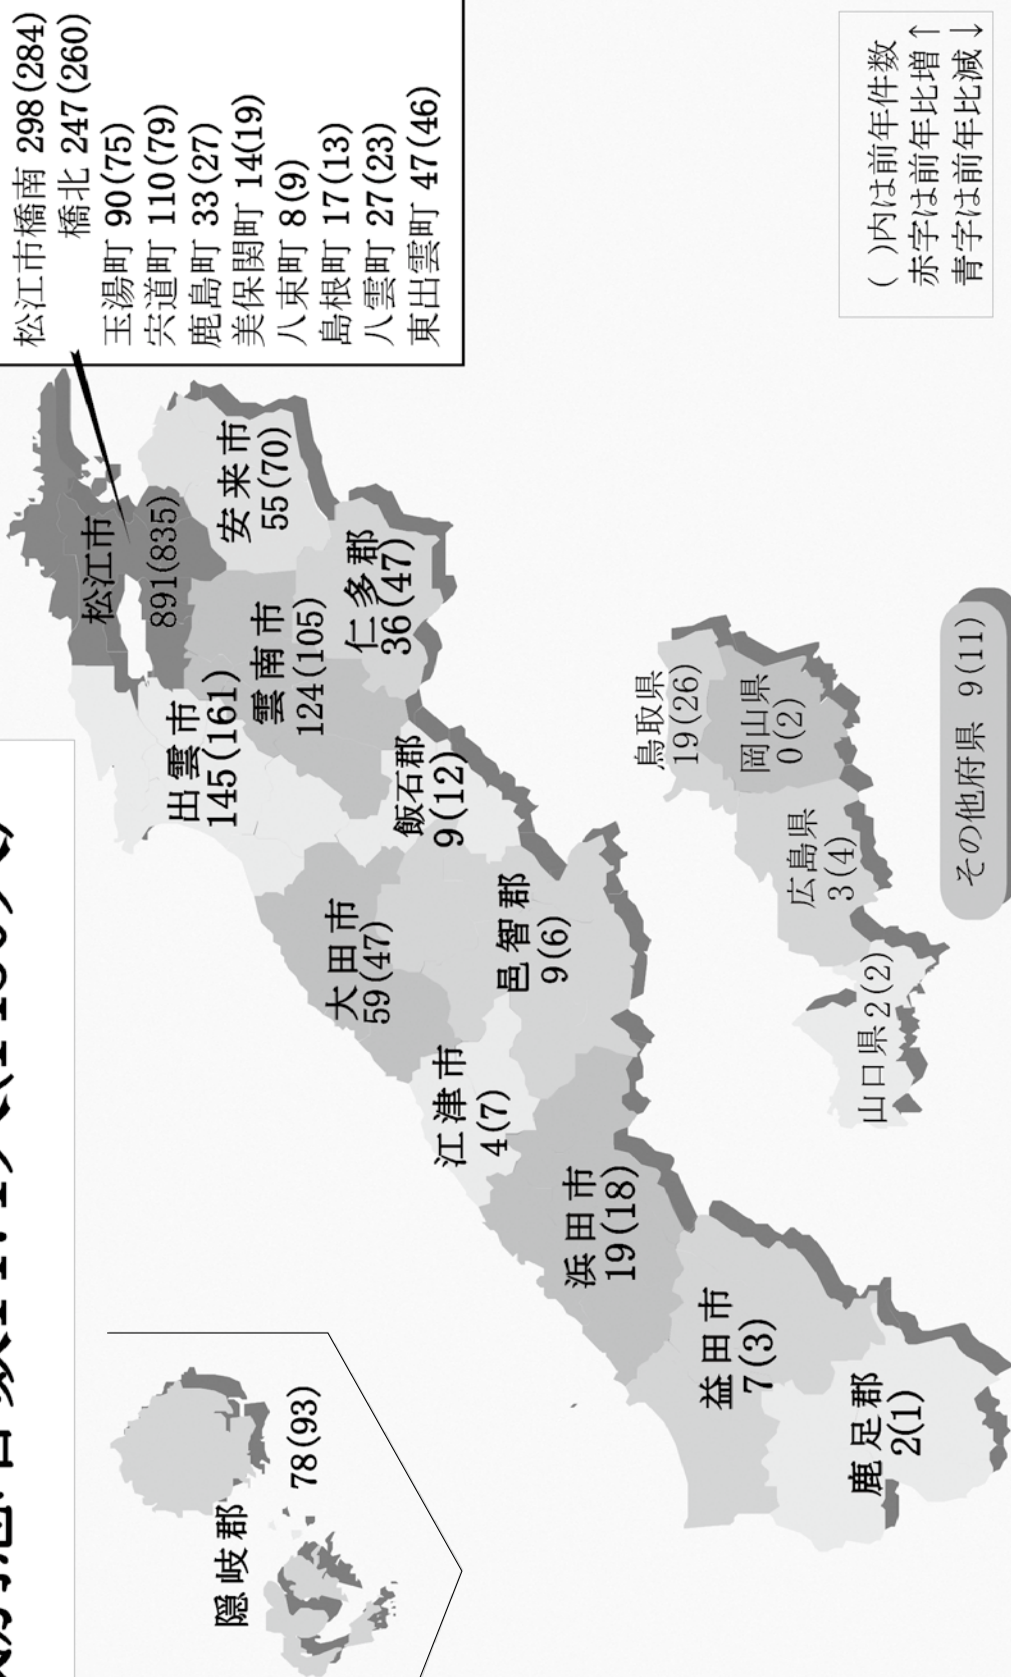 松江市橋南 298(284)
橋北 247(260)
玉湯町 90(75)
宍道町 110(79)
鹿島町 33(27)
美保関町 14(19)
八束町 8(9)
島根町 17(13)
八雲町 27(23)
東出雲町 47(46)
( )内は前年件数
赤字は前年比増↑
青字は前年比減↓
松江市
891(835)
安来市
55(70)
出雲市
145(161)
雲南市
124(105)
仁多郡
36(47)
飯石郡
9(12)
大田市
59(47)
邑智郡
9(6)
江津市
4(7)
浜田市
19(18)
益田市
7(3)
鹿足郡
2(1)
隠岐郡
78(93)
鳥取県
19(26)
岡山県
0(2)
広島県
3(4)
山口県 2(2)
その他府県 9(11)